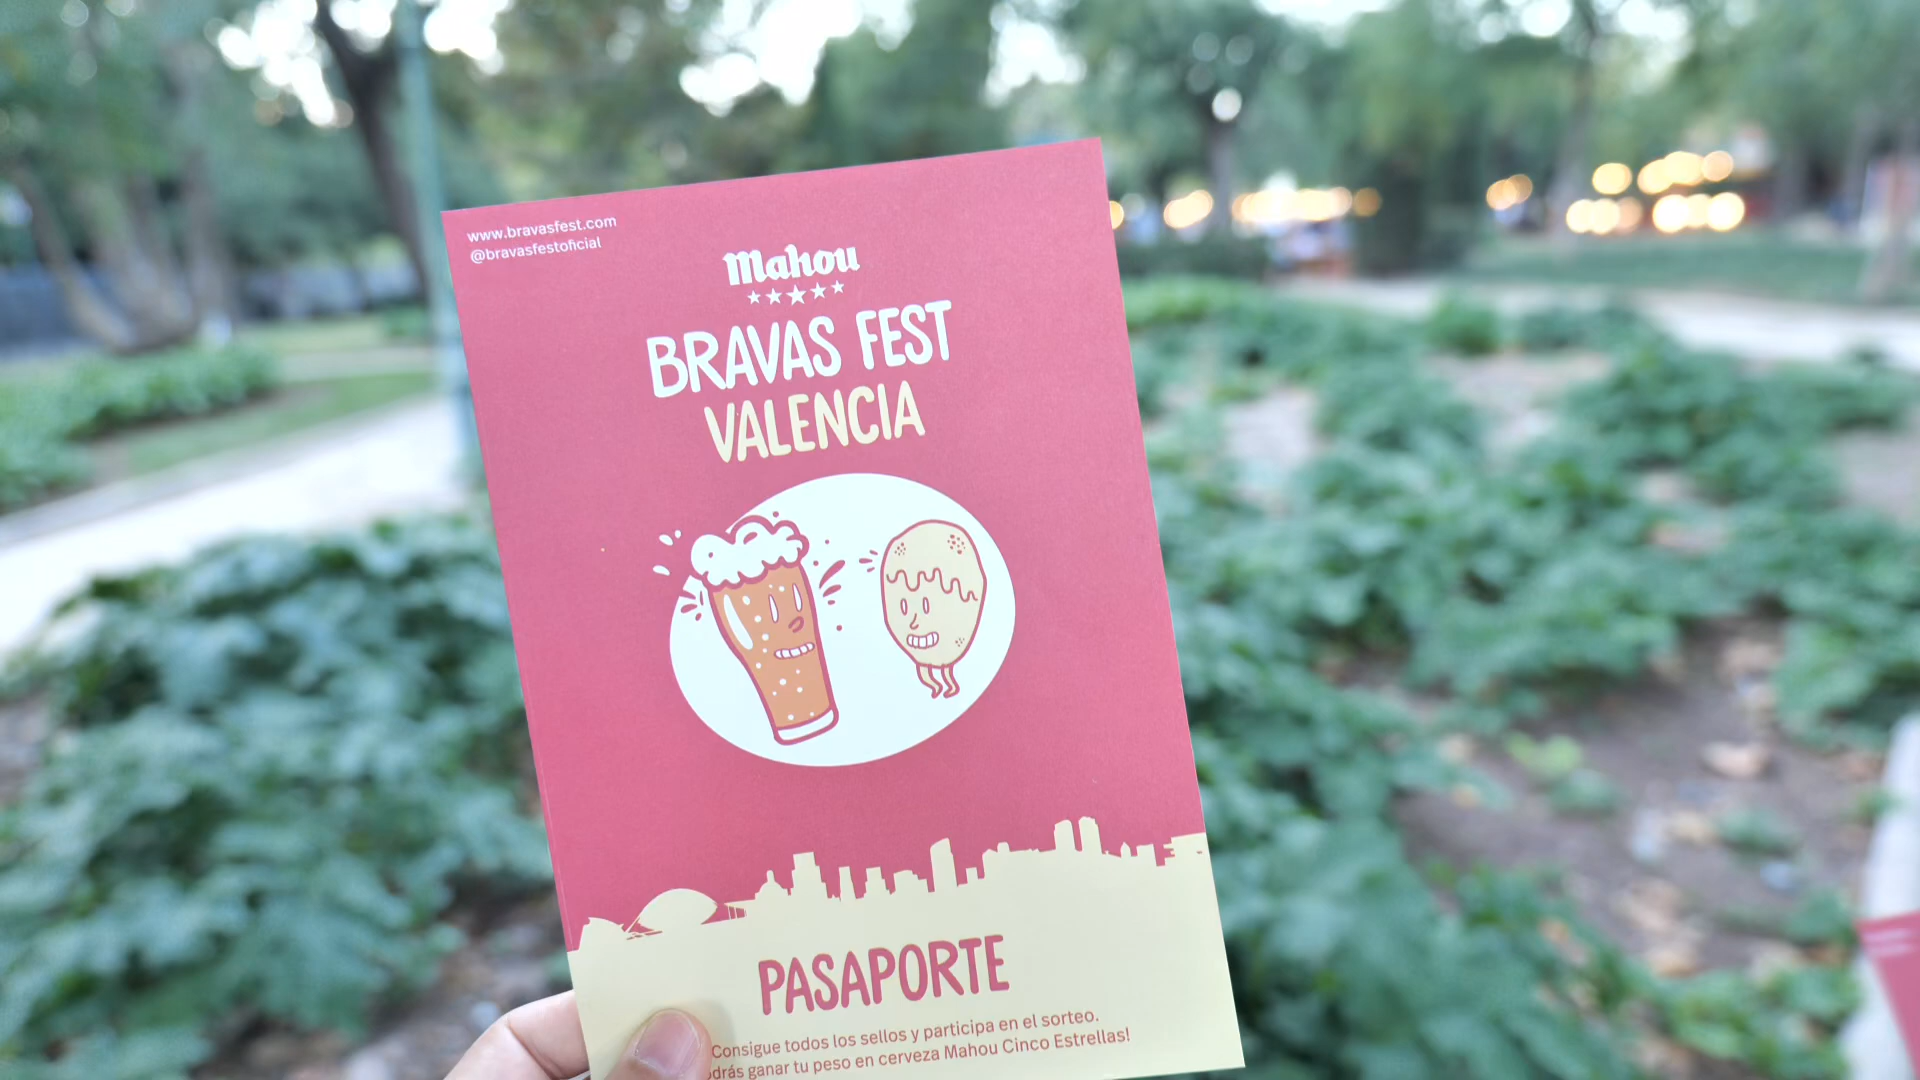 www.bravasfest.com
@bravasfestoficial
Mahou
BRAVAS FEST
VALENCIA
PASAPORTE
Consigue todos los sellos y participa en el sorteo.
drás ganar tu peso en cerveza Mahou Cinco Estrellas!